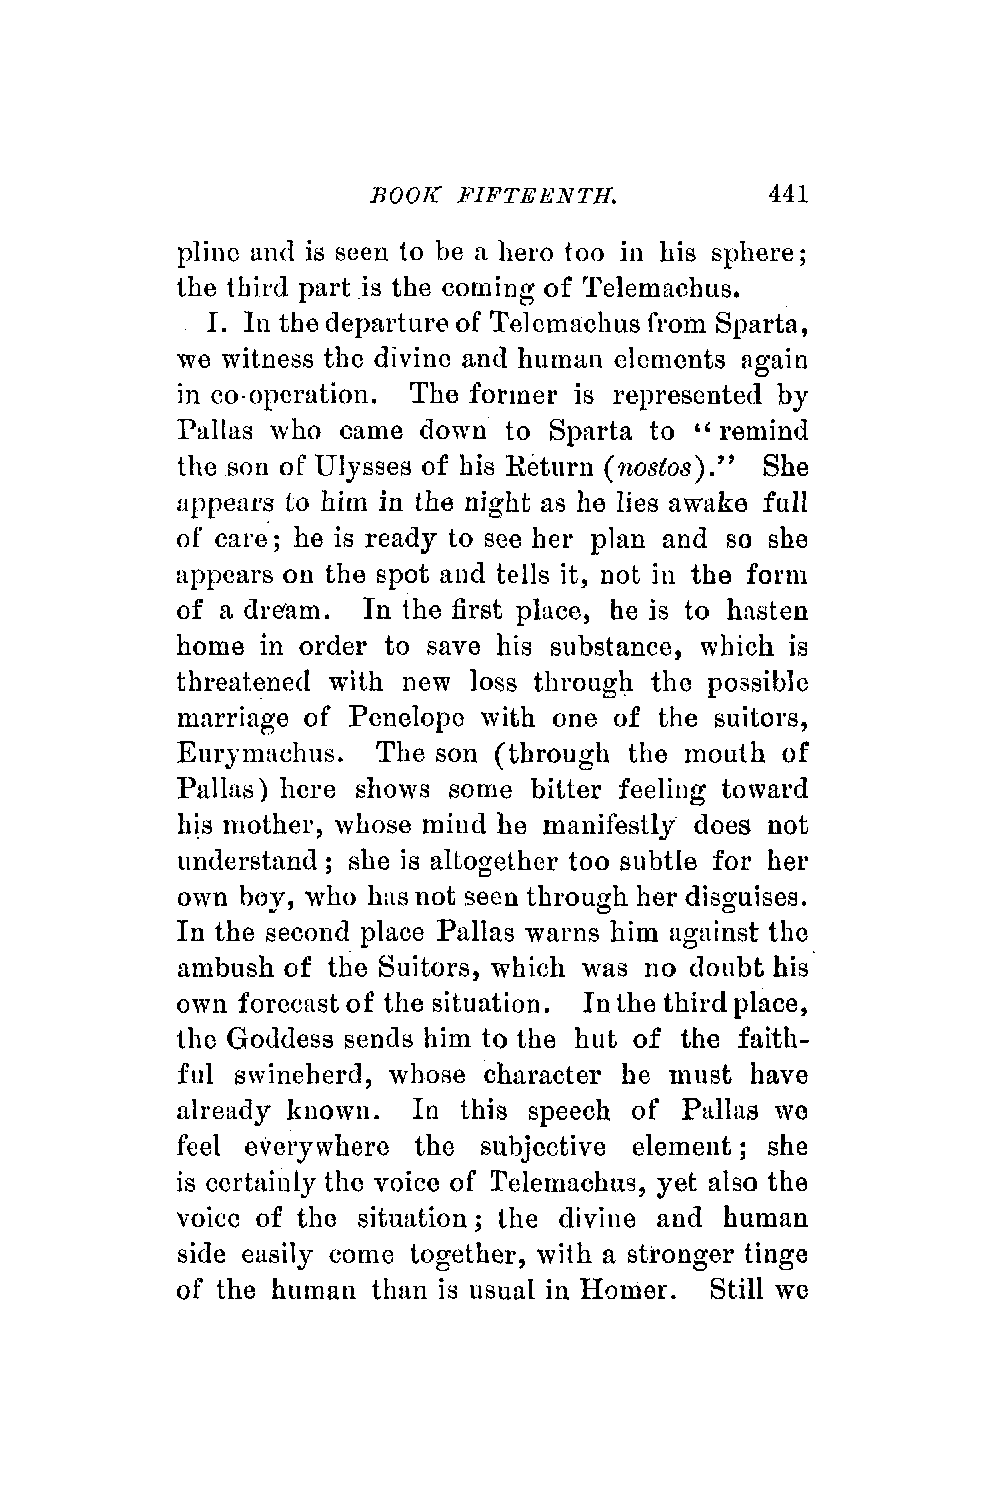 BOOK FIFTEENTH. 441
pline and is seen to be a hero too in his sphere;
the third part is the coming of Telemachus.
I. In the departure of Telemachus from Sparta,
we witness the divine and human elements again
in co-operation. The former is represented by
Pallas who came down to Sparta to “remind
the son of Ulysses of his Return (nostos).” She
appears to him in the night as he lies awake full
of care; he is ready to see her plan and so she
appears on the spot and tells it, not in the form
of a dream. In the first place, he is to hasten
home in order to save his substance, which is
threatened with new loss through the possible
marriage of Penelope with one of the suitors,
Eurymachus. The son (through the mouth of
Pallas) here shows some bitter feeling toward
his mother, whose mind he manifestly does not
understand; she is altogether too subtle for her
own boy, who has not seen through her disguises.
In the second place Pallas warns him against the
ambush of the Suitors, which was no doubt his
own forecast of the situation. In the third place,
the Goddess sends him to the hut of the faith-
ful swineherd, whose character he must have
already known. In this speech of Pallas we
feel everywhere the subjective element; she
is certainly the voice of Telemachus, yet also the
voice of the situation; the divine and human
side easily come together, with a stronger tinge
of the human than is usual in Homer. Still we